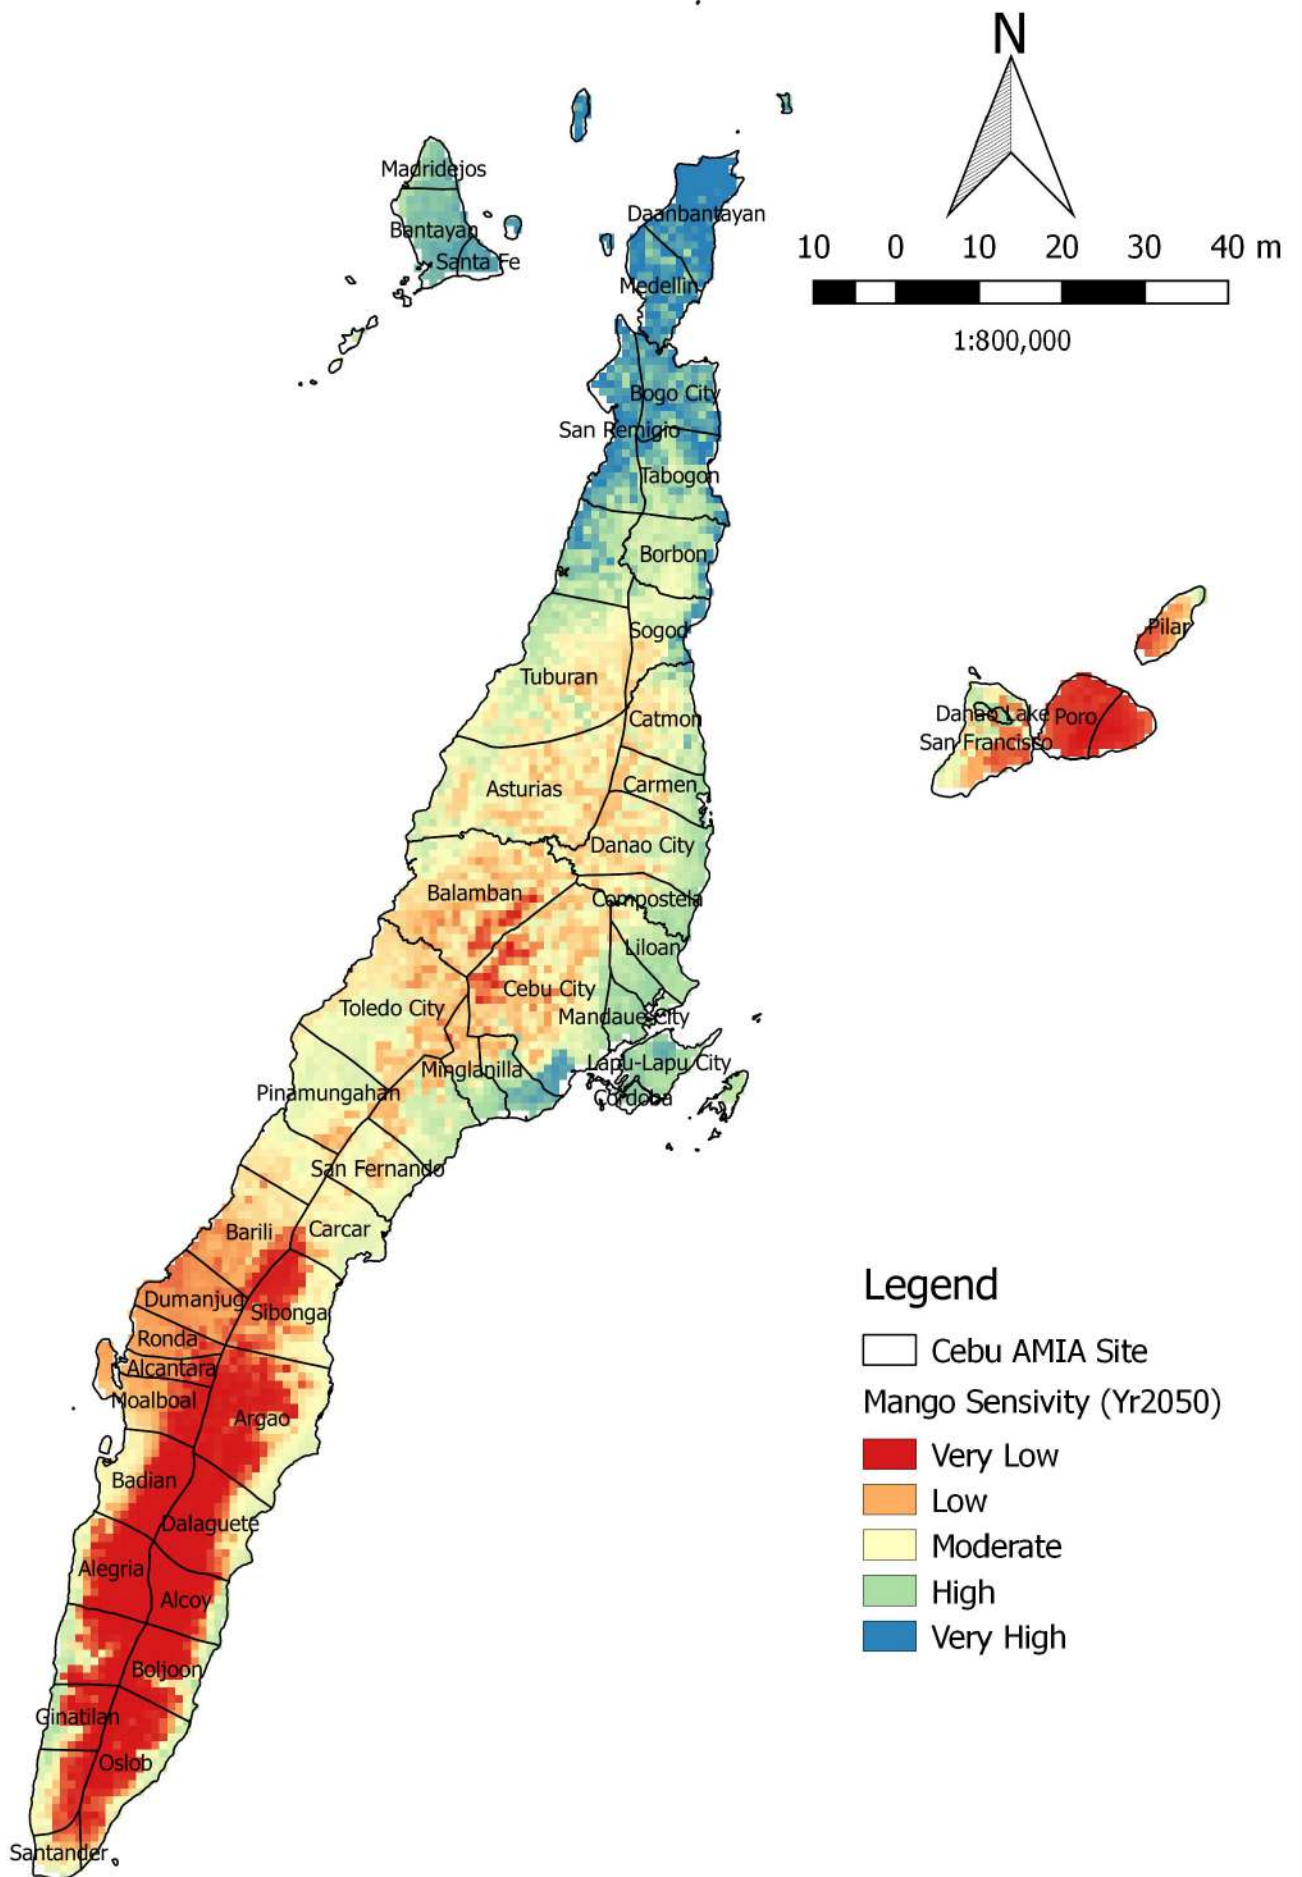 N
Madridejos
Bantayan
Santa Fe
Daanbantayan
Medellin
10 0 10 20 30 40 m
1:800,000
Bogo City
San Remigio
Tabogon
Borbon
Sogod
Pilar
Tuburan
Catmon
Danao Lake
Poro
San Francisco
Asturias
Carmen
Danao City
Balamban
Compostela
Liloan
Cebu City
Toledo City
Mandaue City
Minglanilla
Lapu-Lapu City
Pinamungahan
Cordoba
San Fernando
Barili
Carcar
Dumanjug
Sibonga
Ronda
Alcantara
Moalboal
Argao
Badian
Dalaguete
Alegria
Alcoy
Boljoon
Ginatilan
Oslob
Santander
Legend
Cebu AMIA Site
Mango Sensivity (Yr2050)
Very Low
Low
Moderate
High
Very High